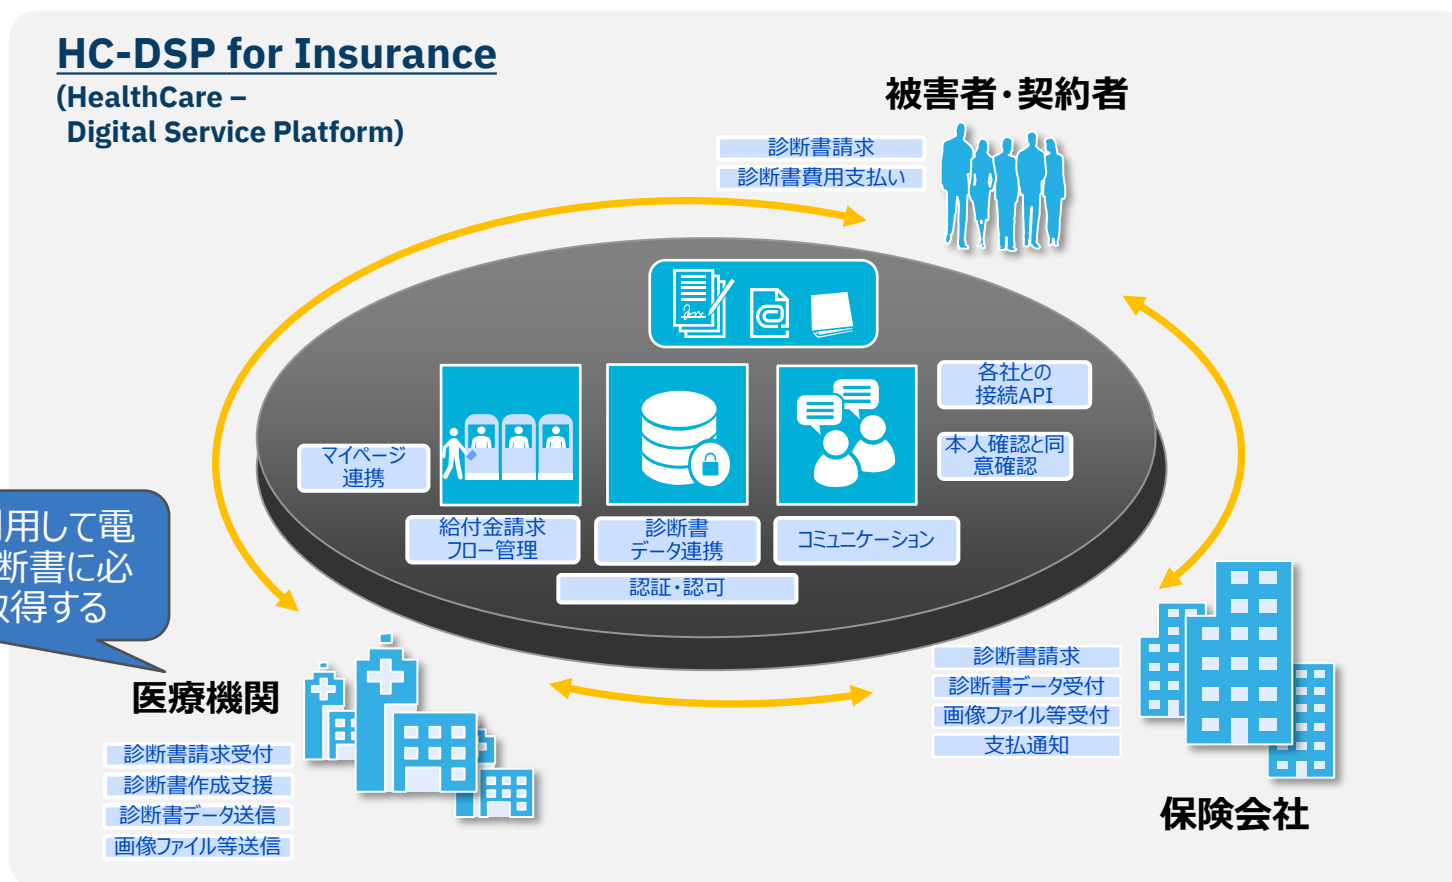 HC-DSP for Insurance
(HealthCare –
Digital Service Platform)
被害者・契約者
診断書請求
診断書費用支払い
各社との
接続API
本人確認と同
意確認
マイページ
連携
給付金請求
フロー管理
診断書
データ連携
コミュニケーション
認証・認可
用して電
断書に必
得する
医療機関
診断書請求受付
診断書作成支援
診断書データ送信
画像ファイル等送信
診断書請求
診断書データ受付
画像ファイル等受付
支払通知
保険会社